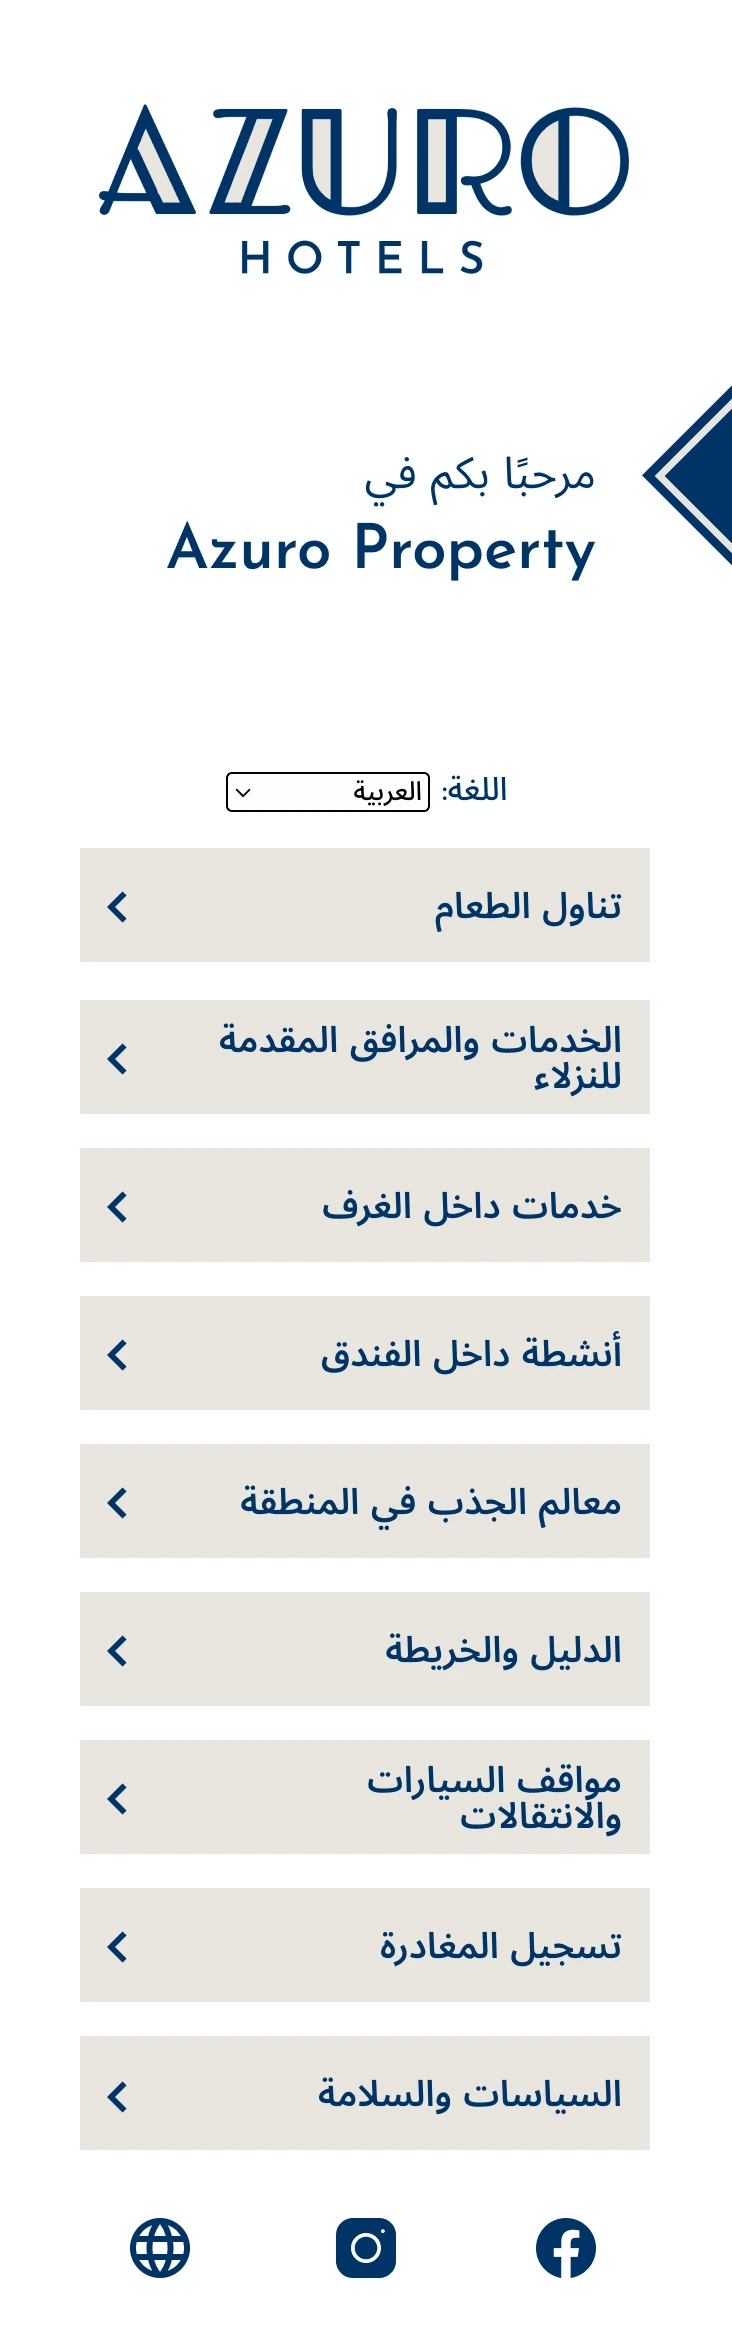 AZURO
HOTELS
مرحبًا بكم في
Azuro Property
اللغة: العربية
تناول الطعام
الخدمات والمرافق المقدمة
للنزلاء
خدمات داخل الغرف
أنشطة داخل الفندق
معالم الجذب في المنطقة
الدليل والخريطة
مواقف السيارات
والانتقالات
تسجيل المغادرة
السياسات والسلامة